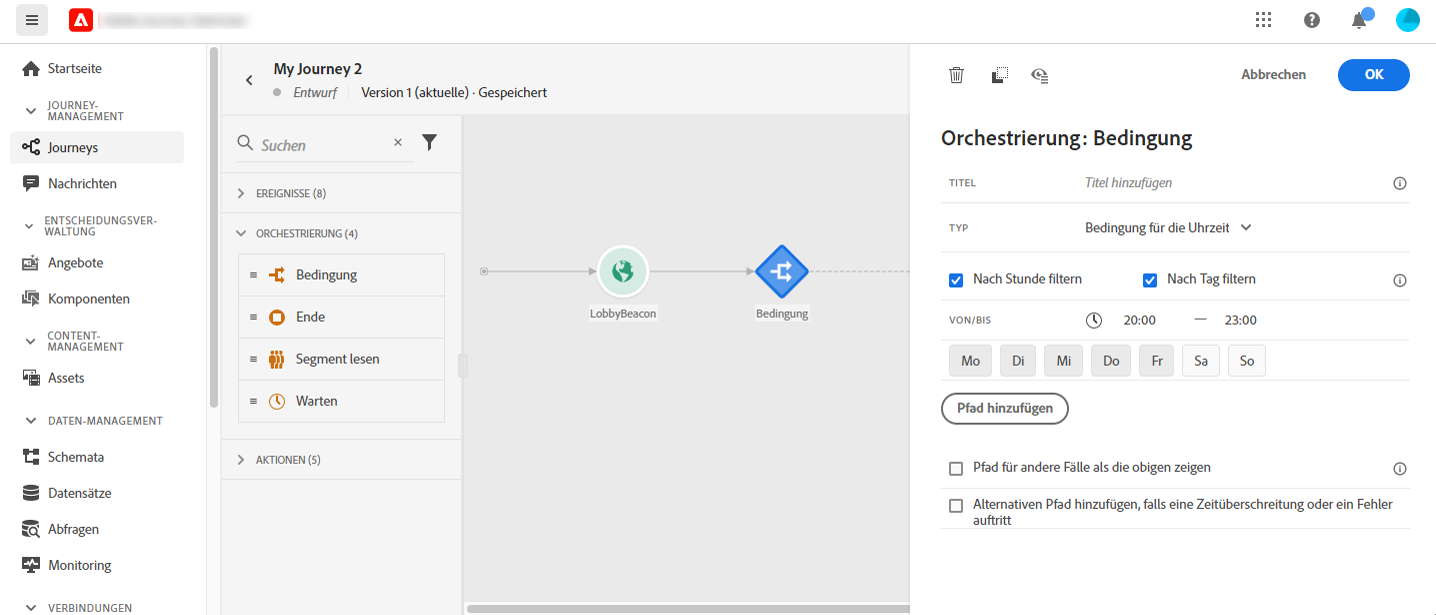 Startseite
JOURNEY-
MANAGEMENT
Journeys
Nachrichten
ENTSCHEIDUNGSVER-
WALTUNG
Angebote
Komponenten
CONTENT-
MANAGEMENT
Assets
DATEN-MANAGEMENT
Schemata
Datensätze
Abfragen
Monitoring
VERBINDUNGEN
My Journey 2
Entwurf Version 1 (aktuelle) · Gespeichert
Suchen
EREIGNISSE (8)
ORCHESTRIERUNG (4)
Bedingung
Ende
Segment lesen
Warten
AKTIONEN (5)
LobbyBeacon
Bedingung
Abbrechen OK
Orchestrierung: Bedingung
TITEL Titel hinzufügen
TYP Bedingung für die Uhrzeit
Nach Stunde filtern Nach Tag filtern
VON/BIS 20:00 — 23:00
Mo Di Mi Do Fr Sa So
Pfad hinzufügen
Pfad für andere Fälle als die obigen zeigen
Alternativen Pfad hinzufügen, falls eine Zeitüberschreitung oder ein Fehler
auftritt